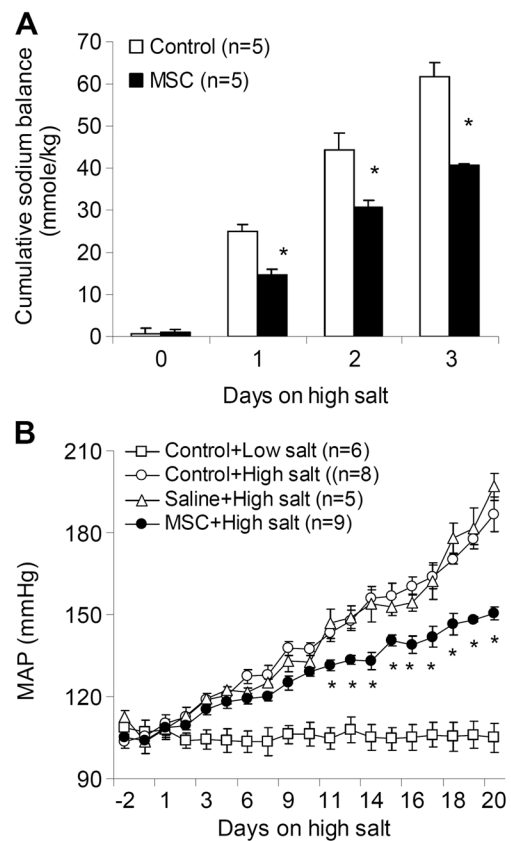 A
Control (n=5)
MSC (n=5)
Cumulative sodium balance
(mmole/kg)
70
60
50
40
30
20
10
0
*
*
*
0 1 2 3
Days on high salt
B
Control+Low salt (n=6)
Control+High salt ((n=8)
Saline+High salt (n=5)
MSC+High salt (n=9)
MAP (mmHg)
210
180
150
120
90
* * * * * * * * *
-2 1 3 6 9 11 14 16 18 20
Days on high salt